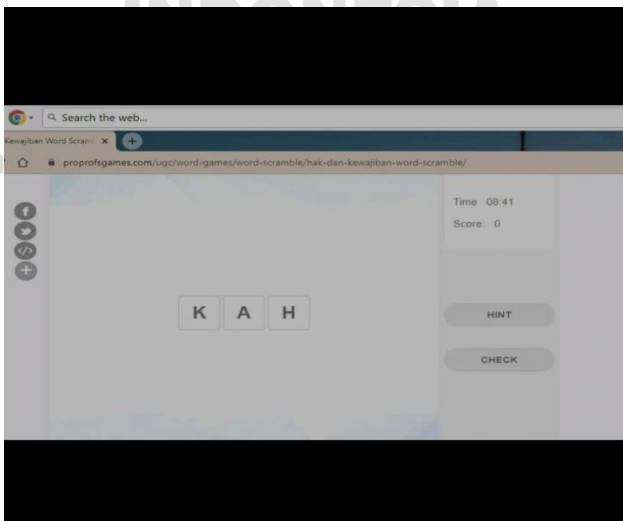 INDONESIA
Search the web...
Kewajiban Word Scram
proprofsgames.com/ugc/word-games/word-scramble/hak-dan-kewajiban-word-scramble/
Time 08:41
Score: 0
K A H
HINT
CHECK